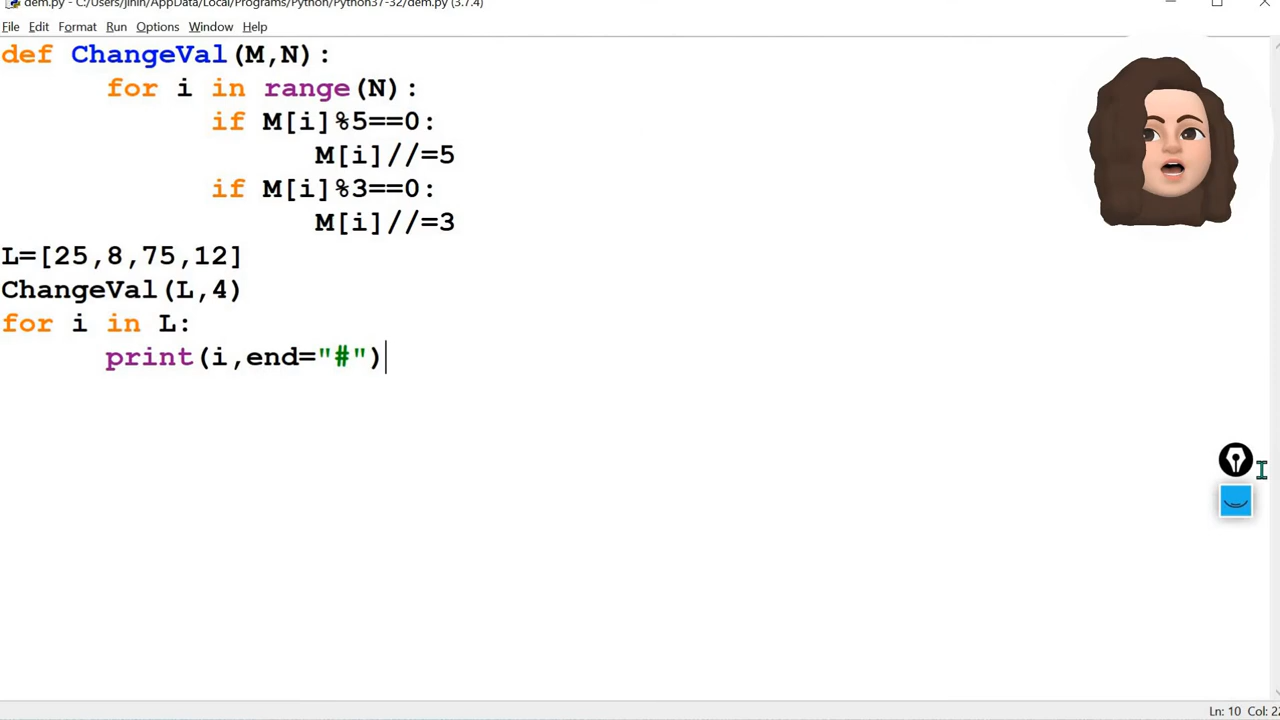 dem.py - C:/Users/jinin/AppData/Local/Programs/Python/Python37-32/dem.py (3.7.4)
File Edit Format Run Options Window Help
def ChangeVal(M,N):
for i in range(N):
if M[i]%5==0:
M[i]//=5
if M[i]%3==0:
M[i]//=3
L=[25,8,75,12]
ChangeVal(L,4)
for i in L:
print(i,end="#")
Ln: 10 Col: 22